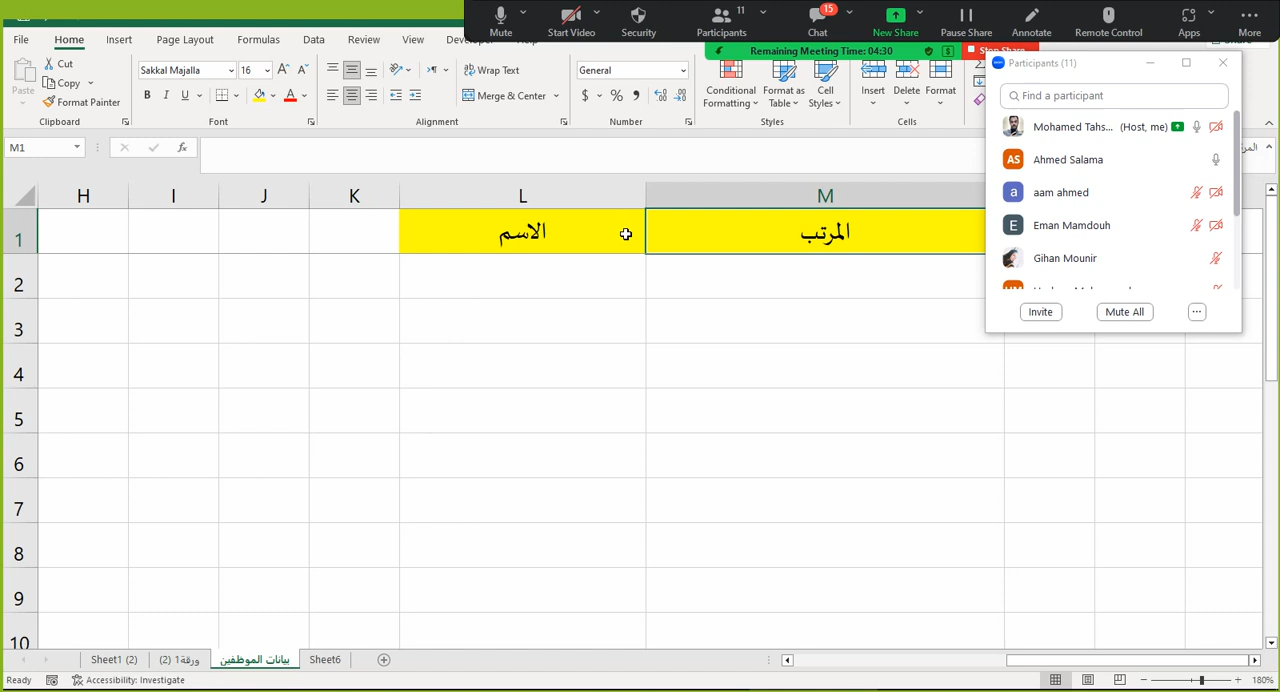 Mute
Start Video
Security
Participants
11
Chat
15
New Share
Pause Share
Annotate
Remote Control
Apps
More
File
Home
Insert
Page Layout
Formulas
Data
Review
View
Remaining Meeting Time: 04:30
Stop Share
Paste
Cut
Copy
Format Painter
Clipboard
Sakkal Majalla
16
B I U
Font
Wrap Text
Merge & Center
Alignment
General
$ % 9
Number
Conditional Formatting
Format as Table
Cell Styles
Styles
Insert
Delete
Format
Cells
Participants (11)
Find a participant
Mohamed Tahs... (Host, me)
AS Ahmed Salama
a aam ahmed
E Eman Mamdouh
Gihan Mounir
Invite
Mute All
M1
fx
H I J K L M
1 الاسم المرتب
2
3
4
5
6
7
8
9
10
Sheet1 (2)
ورقة1 (2)
بيانات الموظفين
Sheet6
Ready
Accessibility: Investigate
180%